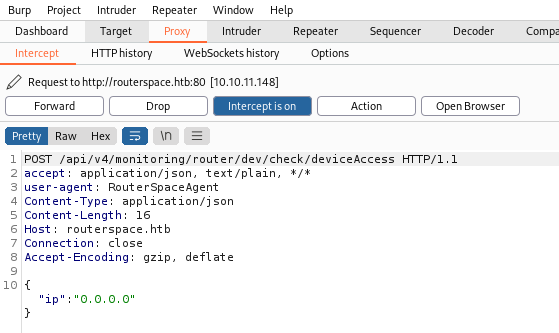 Burp Project Intruder Repeater Window Help
Dashboard Target Proxy Intruder Repeater Sequencer Decoder Compa
Intercept HTTP history WebSockets history Options
Request to http://routerspace.htb:80 [10.10.11.148]
Forward Drop Intercept is on Action Open Browser
Pretty Raw Hex \n
1 POST /api/v4/monitoring/router/dev/check/deviceAccess HTTP/1.1
2 accept: application/json, text/plain, */*
3 user-agent: RouterSpaceAgent
4 Content-Type: application/json
5 Content-Length: 16
6 Host: routerspace.htb
7 Connection: close
8 Accept-Encoding: gzip, deflate
9
10 {
"ip":"0.0.0.0"
}